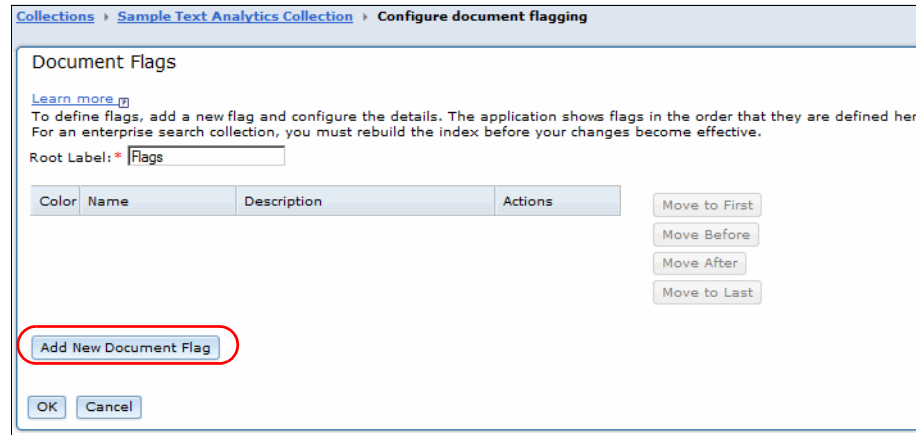 Collections ▸ Sample Text Analytics Collection ▸ Configure document flagging
Document Flags
Learn more
To define flags, add a new flag and configure the details. The application shows flags in the order that they are defined her
For an enterprise search collection, you must rebuild the index before your changes become effective.
Root Label:* Flags
Color Name Description Actions
Move to First
Move Before
Move After
Move to Last
Add New Document Flag
OK Cancel